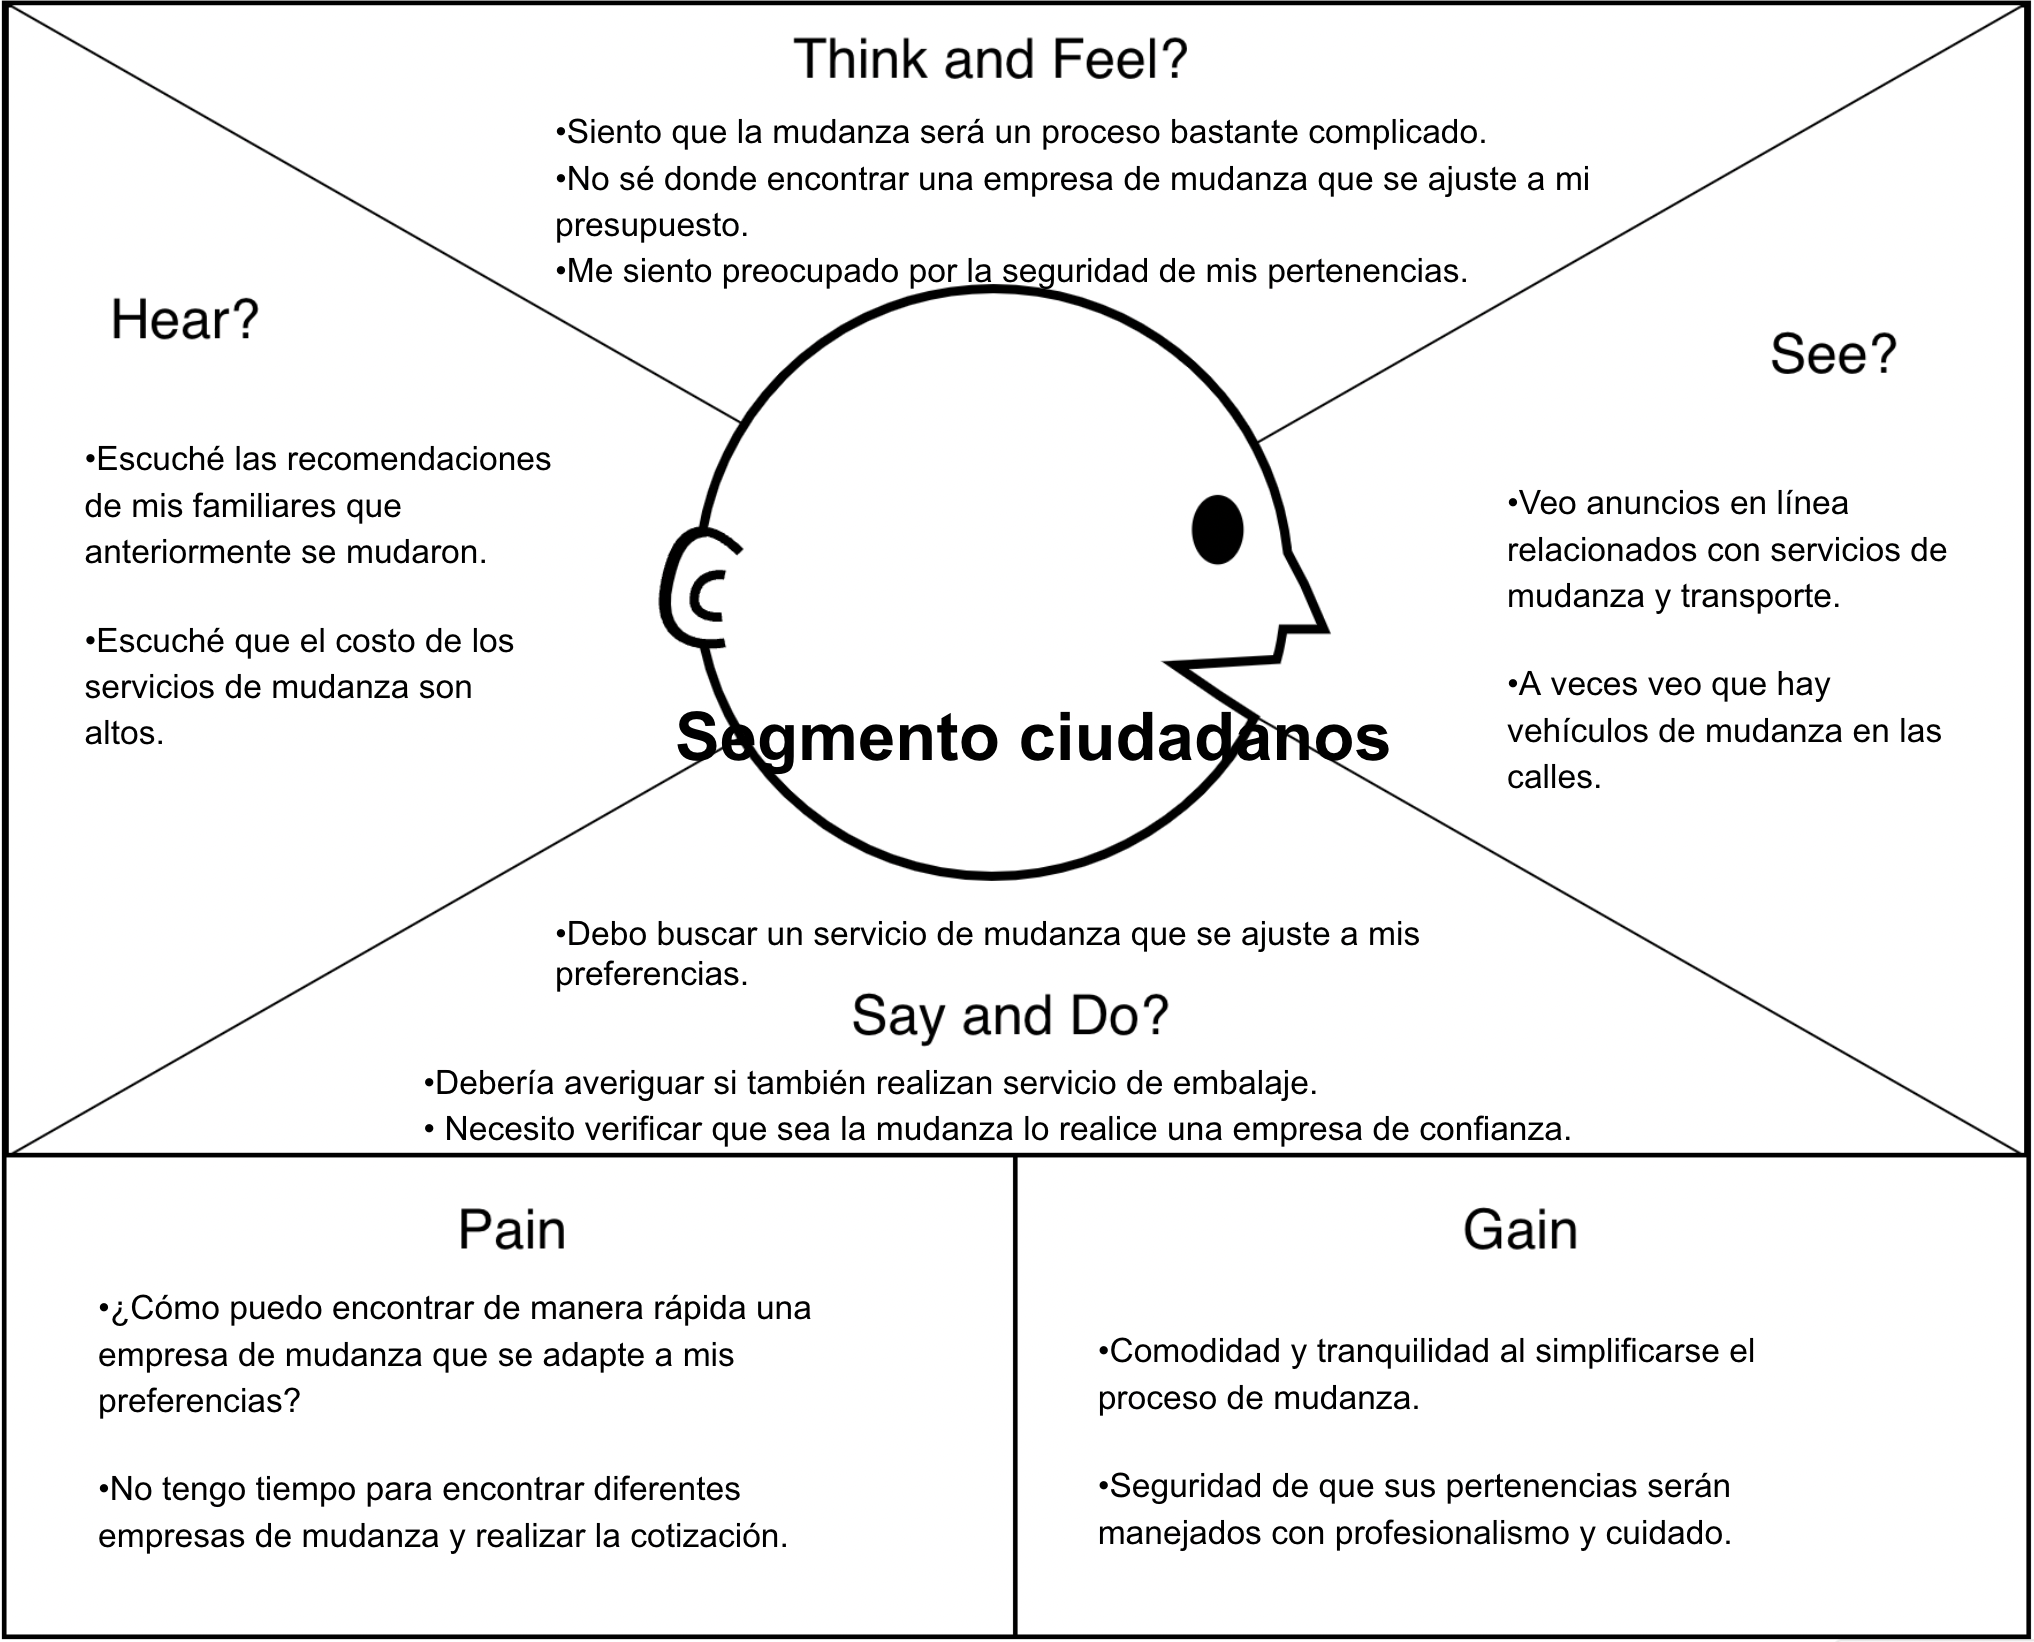 Think and Feel?
•Siento que la mudanza será un proceso bastante complicado.
•No sé donde encontrar una empresa de mudanza que se ajuste a mi
presupuesto.
•Me siento preocupado por la seguridad de mis pertenencias.
Hear?
•Escuché las recomendaciones
de mis familiares que
anteriormente se mudaron.
•Escuché que el costo de los
servicios de mudanza son
altos.
See?
•Veo anuncios en línea
relacionados con servicios de
mudanza y transporte.
•A veces veo que hay
vehículos de mudanza en las
calles.
Segmento ciudadanos
•Debo buscar un servicio de mudanza que se ajuste a mis
preferencias.
Say and Do?
•Debería averiguar si también realizan servicio de embalaje.
• Necesito verificar que sea la mudanza lo realice una empresa de confianza.
Pain
•¿Cómo puedo encontrar de manera rápida una
empresa de mudanza que se adapte a mis
preferencias?
•No tengo tiempo para encontrar diferentes
empresas de mudanza y realizar la cotización.
Gain
•Comodidad y tranquilidad al simplificarse el
proceso de mudanza.
•Seguridad de que sus pertenencias serán
manejados con profesionalismo y cuidado.